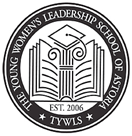 THE YOUNG WOMEN'S LEADERSHIP SCHOOL OF ASTORIA
EST. 2006
TYWLS